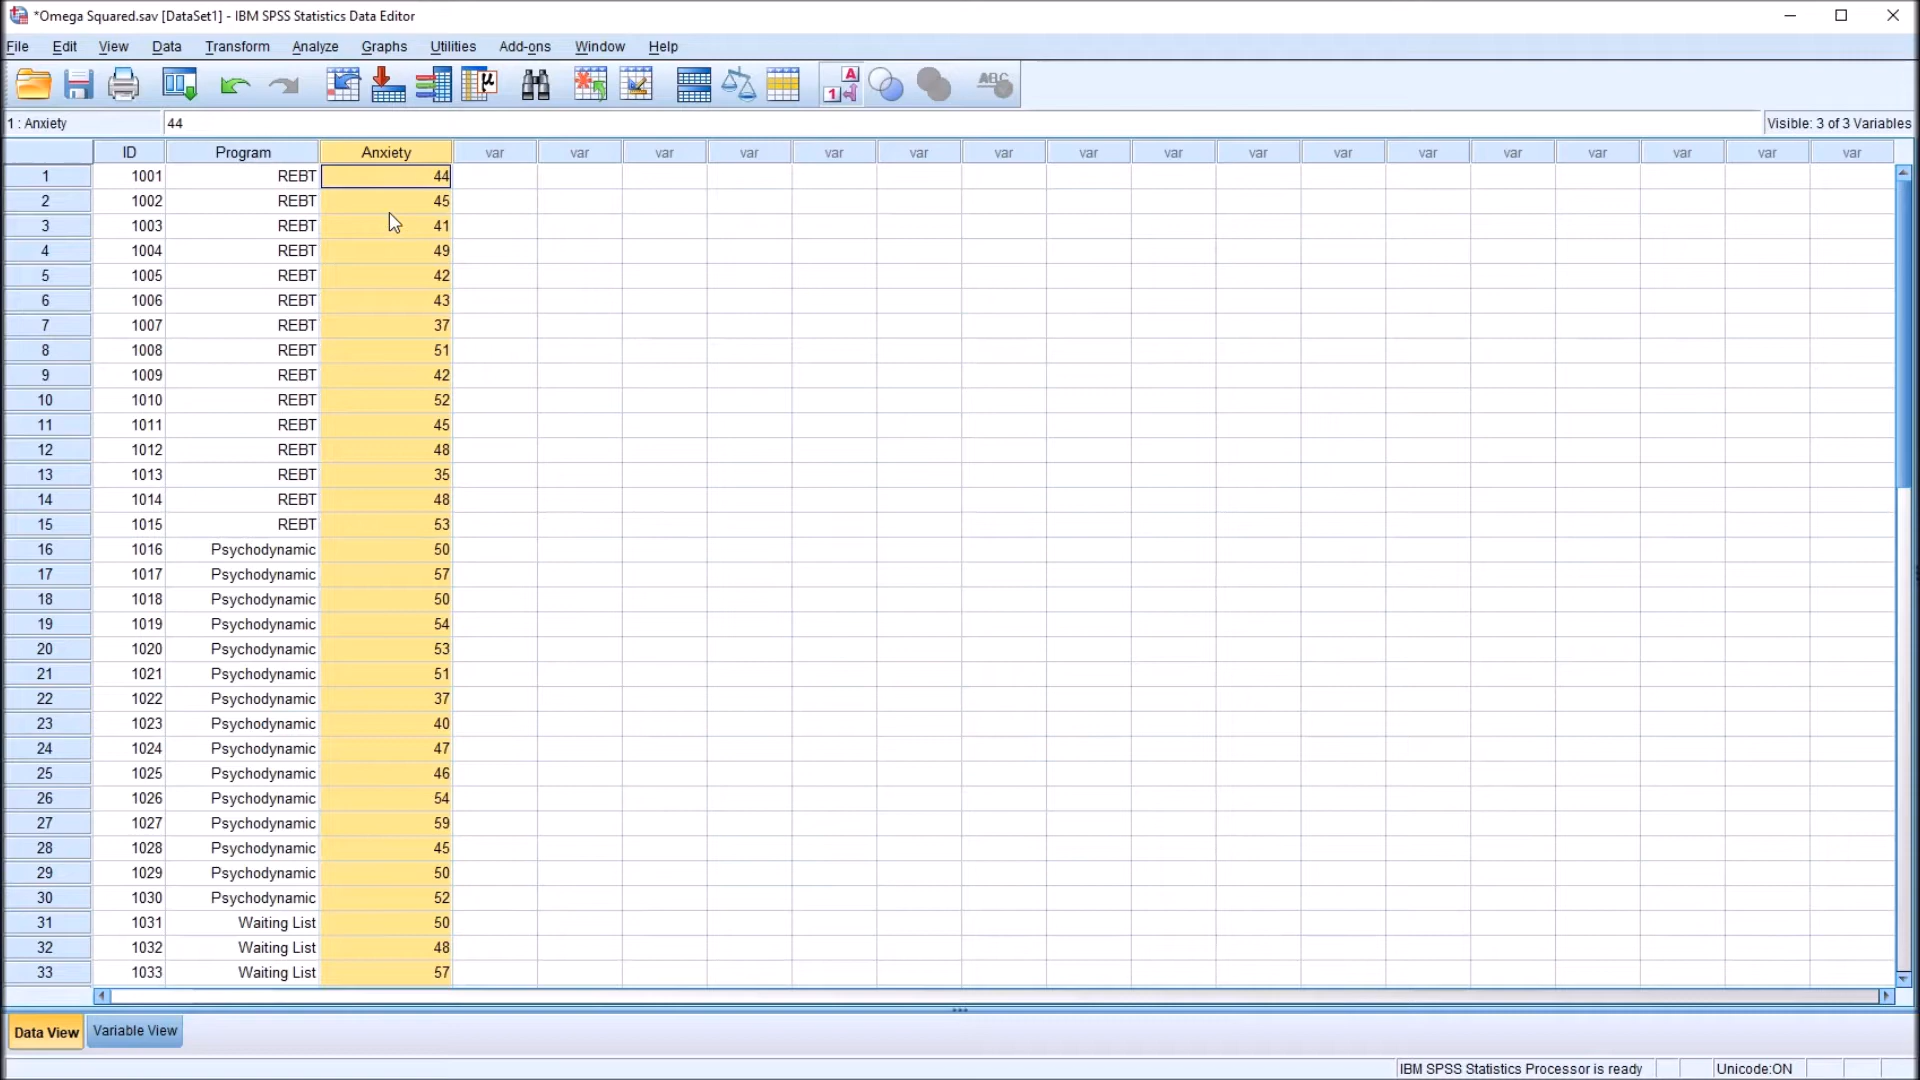 *Omega Squared.sav [DataSet1] - IBM SPSS Statistics Data Editor
File Edit View Data Transform Analyze Graphs Utilities Add-ons Window Help
1 : Anxiety 44 Visible: 3 of 3 Variables
ID Program Anxiety var var var var var var var var var var var var var var var var var
1 1001 REBT 44
2 1002 REBT 45
3 1003 REBT 41
4 1004 REBT 49
5 1005 REBT 42
6 1006 REBT 43
7 1007 REBT 37
8 1008 REBT 51
9 1009 REBT 42
10 1010 REBT 52
11 1011 REBT 45
12 1012 REBT 48
13 1013 REBT 35
14 1014 REBT 48
15 1015 REBT 53
16 1016 Psychodynamic 50
17 1017 Psychodynamic 57
18 1018 Psychodynamic 50
19 1019 Psychodynamic 54
20 1020 Psychodynamic 53
21 1021 Psychodynamic 51
22 1022 Psychodynamic 37
23 1023 Psychodynamic 40
24 1024 Psychodynamic 47
25 1025 Psychodynamic 46
26 1026 Psychodynamic 54
27 1027 Psychodynamic 59
28 1028 Psychodynamic 45
29 1029 Psychodynamic 50
30 1030 Psychodynamic 52
31 1031 Waiting List 50
32 1032 Waiting List 48
33 1033 Waiting List 57
Data View Variable View
IBM SPSS Statistics Processor is ready Unicode:ON